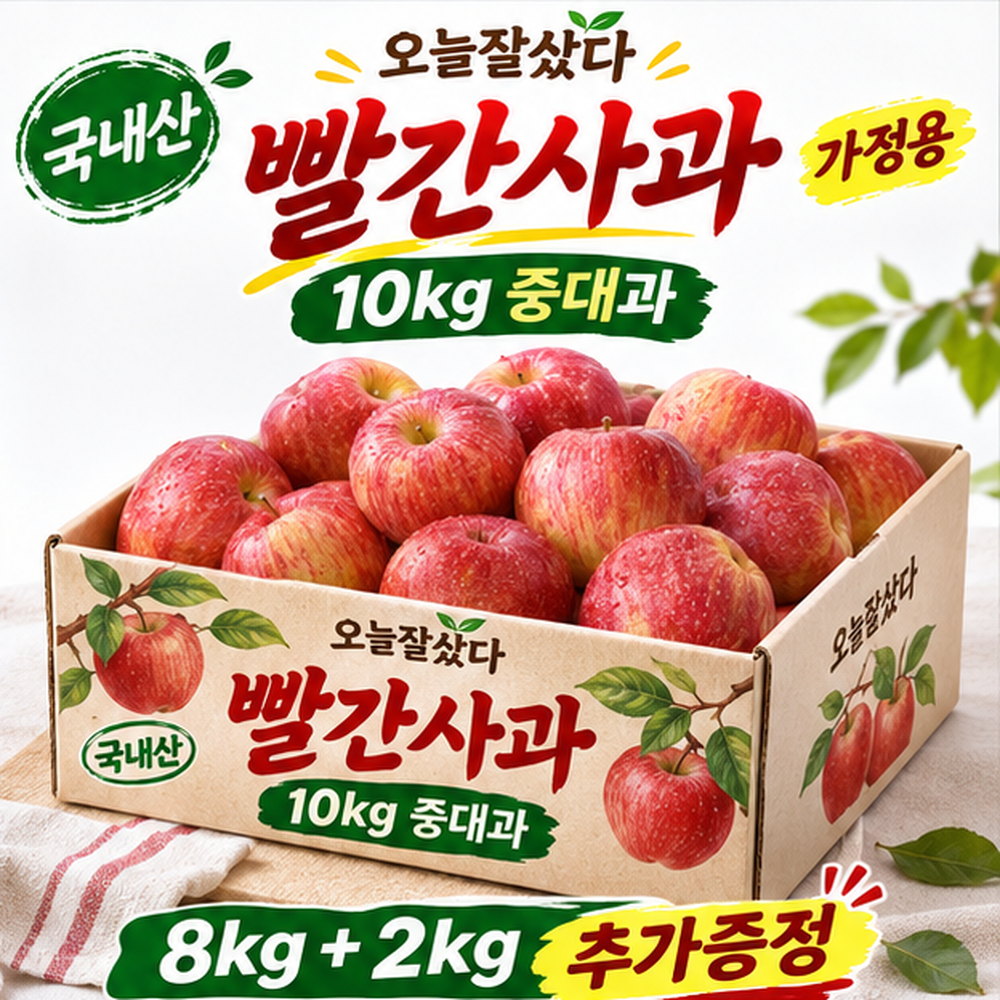 오늘잘샀다
국내산
빨간사과
가정용
10kg 중대과
오늘잘샀다
빨간사과
국내산
10kg 중대과
오늘잘샀다
8kg + 2kg 추가증정